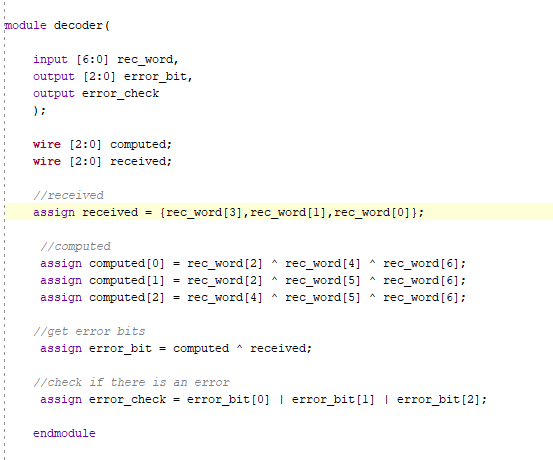 module decoder(
input [6:0] rec_word,
output [2:0] error_bit,
output error_check
);
wire [2:0] computed;
wire [2:0] received;
//received
assign received = {rec_word[3],rec_word[1],rec_word[0]};
//computed
assign computed[0] = rec_word[2] ^ rec_word[4] ^ rec_word[6];
assign computed[1] = rec_word[2] ^ rec_word[5] ^ rec_word[6];
assign computed[2] = rec_word[4] ^ rec_word[5] ^ rec_word[6];
//get error bits
assign error_bit = computed ^ received;
//check if there is an error
assign error_check = error_bit[0] | error_bit[1] | error_bit[2];
endmodule